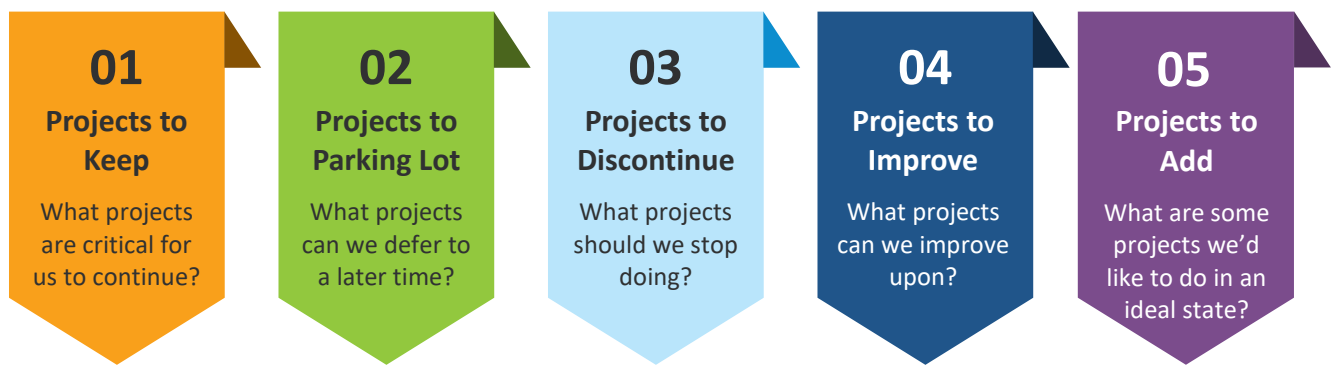 01
Projects to
Keep
What projects
are critical for
us to continue?
02
Projects to
Parking Lot
What projects
can we defer to
a later time?
03
Projects to
Discontinue
What projects
should we stop
doing?
04
Projects to
Improve
What projects
can we improve
upon?
05
Projects to
Add
What are some
projects we’d
like to do in an
ideal state?